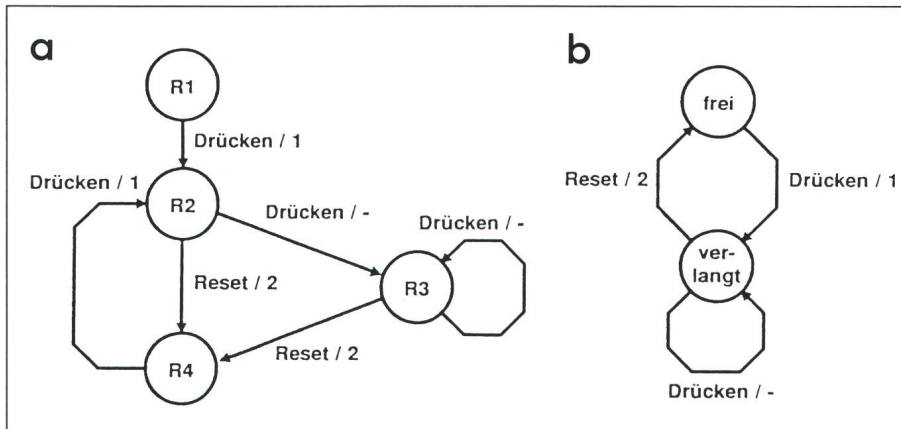 a
R1
Drücken / 1
Drücken / 1
R2
Drücken / -
Drücken / -
Reset / 2
R3
Reset / 2
R4
b
frei
Reset / 2
Drücken / 1
ver-
langt
Drücken / -